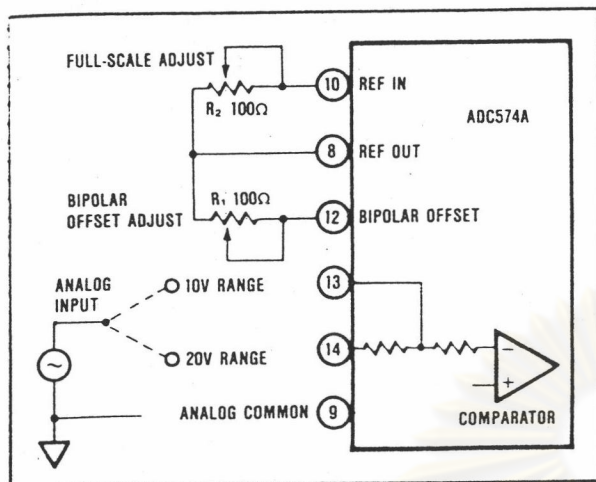 FULL-SCALE ADJUST
R₂ 100Ω
10 REF IN
ADC574A
8 REF OUT
BIPOLAR OFFSET ADJUST
R₁ 100Ω
12 BIPOLAR OFFSET
ANALOG INPUT
10V RANGE
13
20V RANGE
14
ANALOG COMMON 9
COMPARATOR
− +